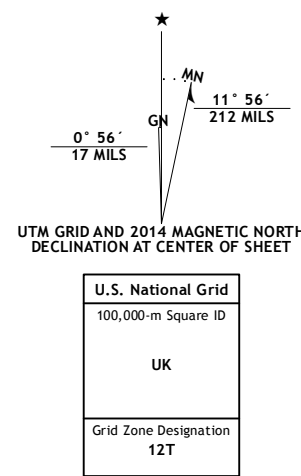 ★
MN
GN
11° 56´
212 MILS
0° 56´
17 MILS
UTM GRID AND 2014 MAGNETIC NORTH
DECLINATION AT CENTER OF SHEET
U.S. National Grid
100,000-m Square ID
UK
Grid Zone Designation
12T